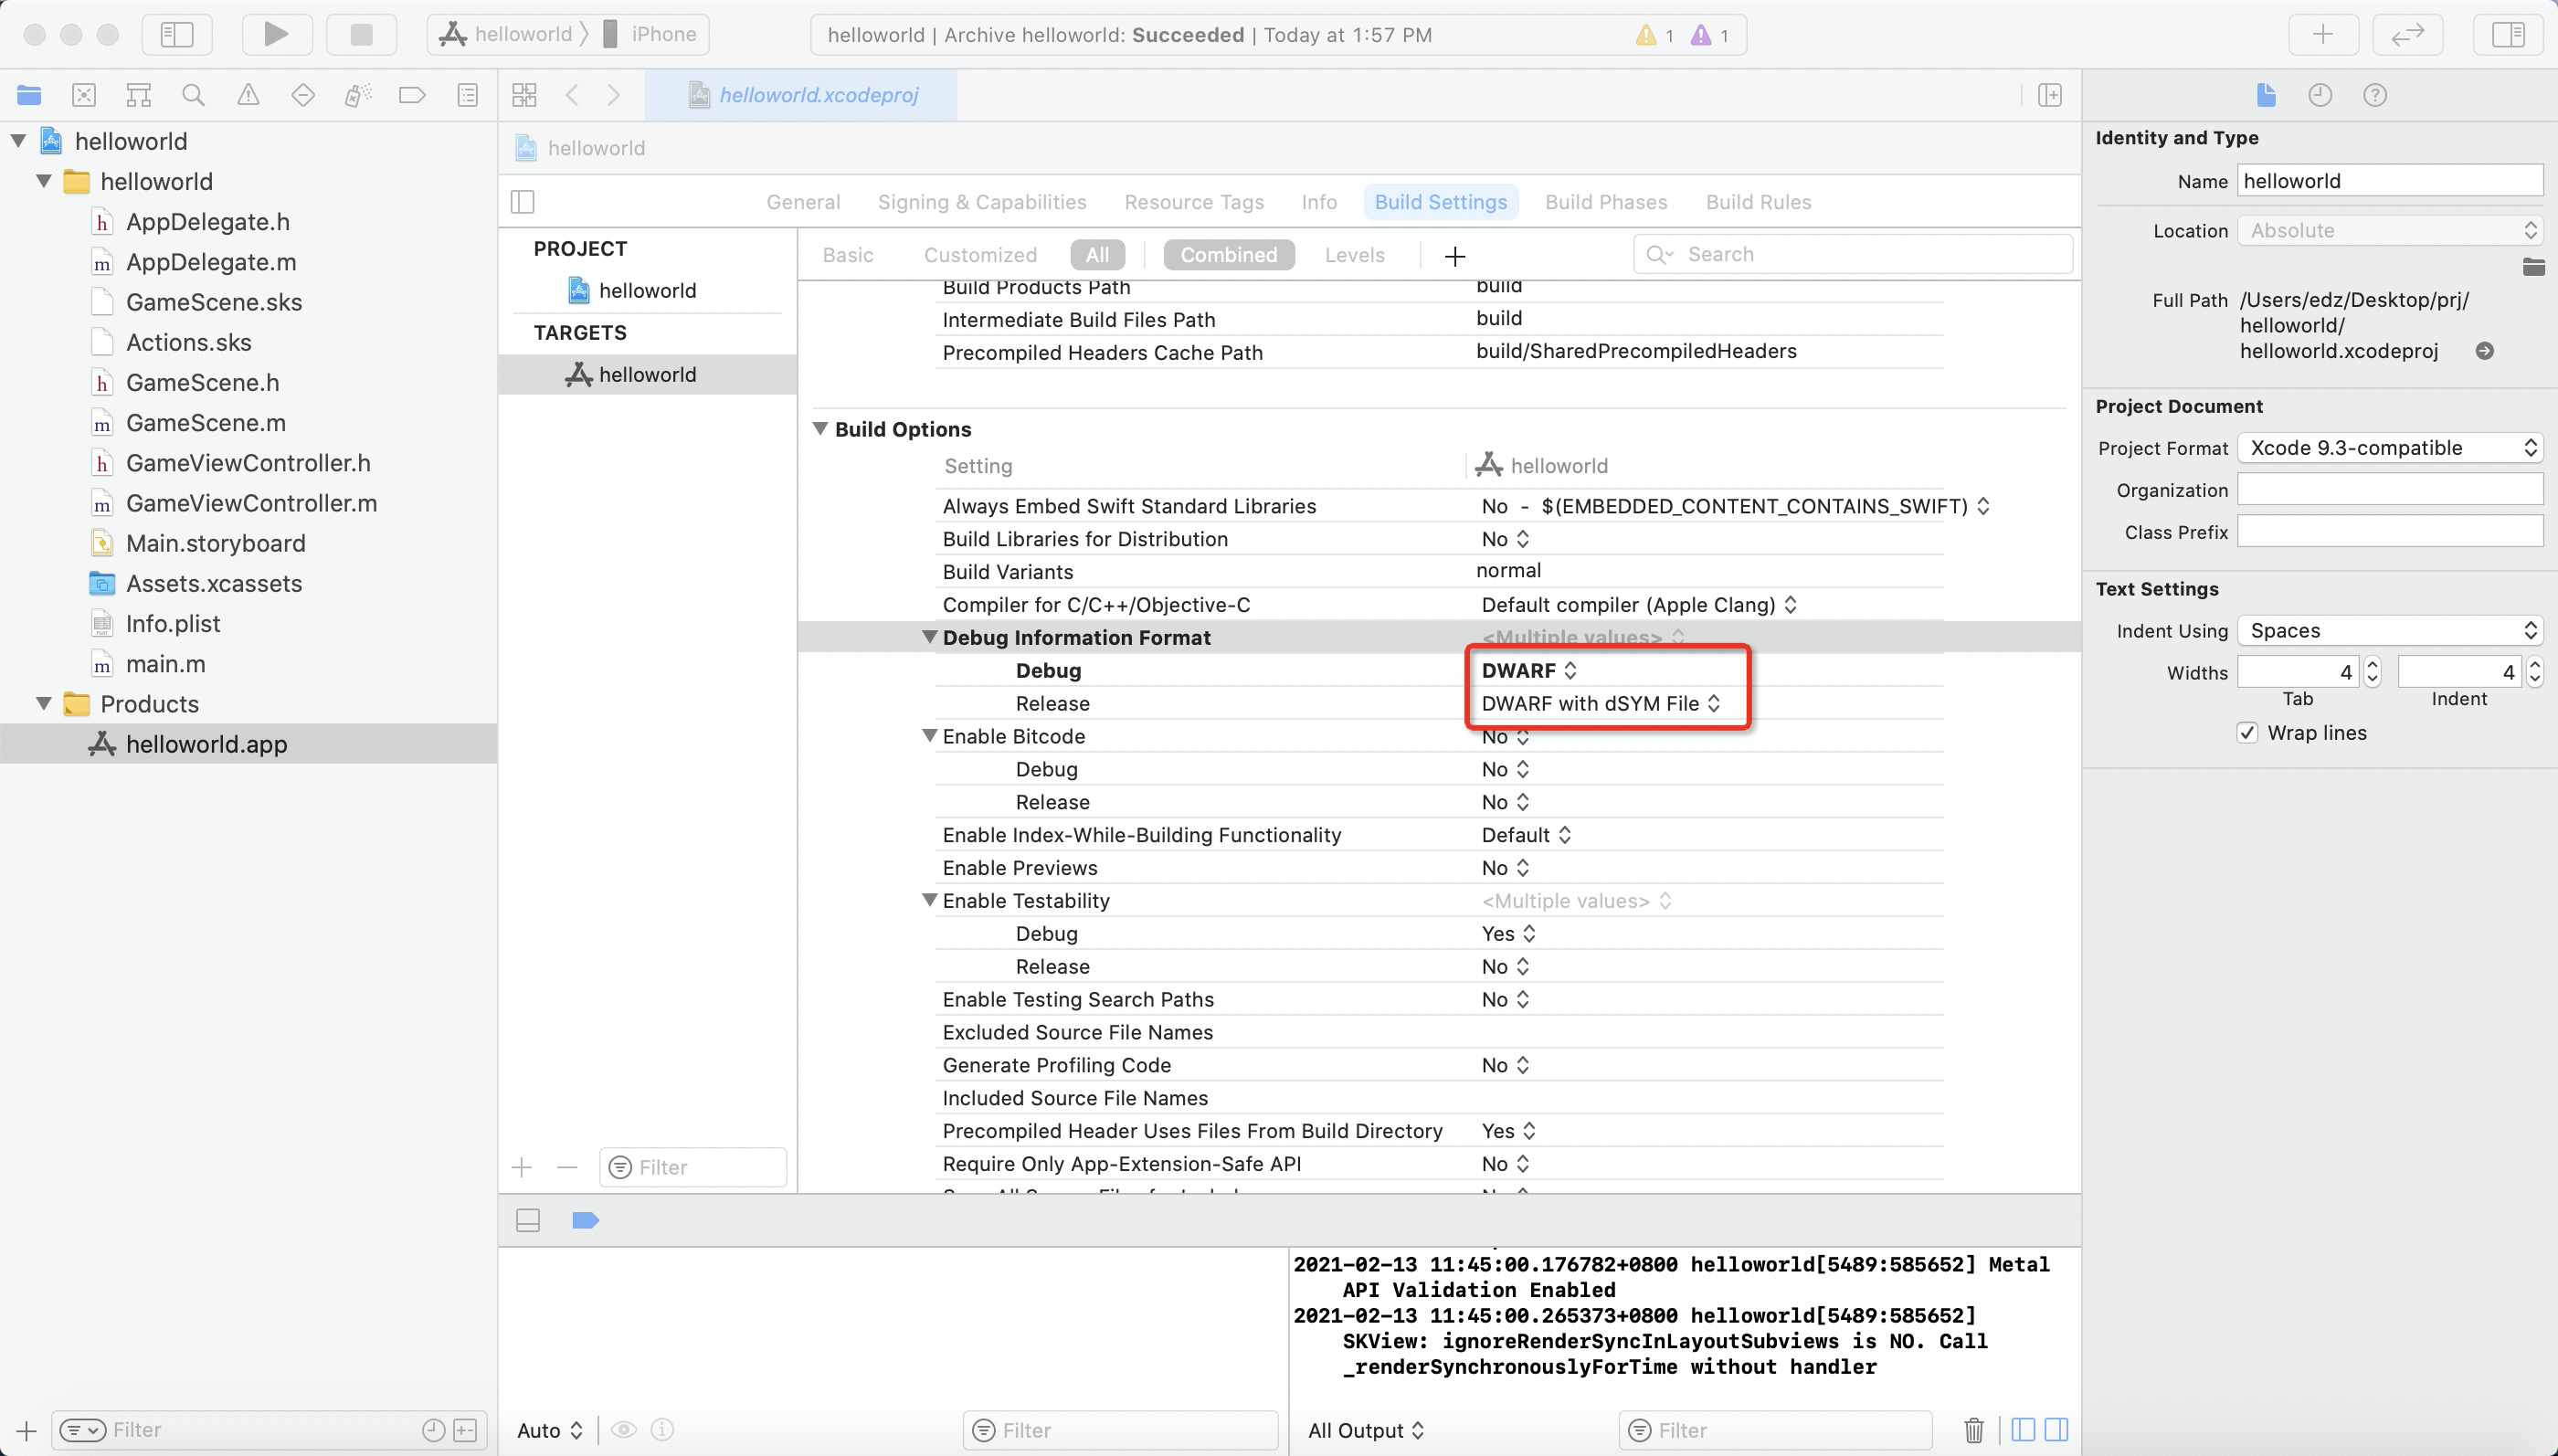 helloworld 〉 iPhone
helloworld | Archive helloworld: Succeeded | Today at 1:57 PM
1 1
helloworld.xcodeproj
helloworld
helloworld
AppDelegate.h
AppDelegate.m
GameScene.sks
Actions.sks
GameScene.h
GameScene.m
GameViewController.h
GameViewController.m
Main.storyboard
Assets.xcassets
Info.plist
main.m
Products
helloworld.app
Filter
helloworld
General Signing & Capabilities Resource Tags Info Build Settings Build Phases Build Rules
PROJECT
helloworld
TARGETS
helloworld
Filter
Basic Customized All Combined Levels Search
Build Products Path build
Intermediate Build Files Path build
Precompiled Headers Cache Path build/SharedPrecompiledHeaders
Build Options
Setting helloworld
Always Embed Swift Standard Libraries No - $(EMBEDDED_CONTENT_CONTAINS_SWIFT)
Build Libraries for Distribution No
Build Variants normal
Compiler for C/C++/Objective-C Default compiler (Apple Clang)
Debug Information Format <Multiple values>
Debug DWARF
Release DWARF with dSYM File
Enable Bitcode No
Debug No
Release No
Enable Index-While-Building Functionality Default
Enable Previews No
Enable Testability <Multiple values>
Debug Yes
Release No
Enable Testing Search Paths No
Excluded Source File Names
Generate Profiling Code No
Included Source File Names
Precompiled Header Uses Files From Build Directory Yes
Require Only App-Extension-Safe API No
2021-02-13 11:45:00.176782+0800 helloworld[5489:585652] Metal
API Validation Enabled
2021-02-13 11:45:00.265373+0800 helloworld[5489:585652]
SKView: ignoreRenderSyncInLayoutSubviews is NO. Call
_renderSynchronouslyForTime without handler
Auto Filter
All Output Filter
Identity and Type
Name helloworld
Location Absolute
Full Path /Users/edz/Desktop/prj/
helloworld/
helloworld.xcodeproj
Project Document
Project Format Xcode 9.3-compatible
Organization
Class Prefix
Text Settings
Indent Using Spaces
Widths 4 4
Tab Indent
Wrap lines